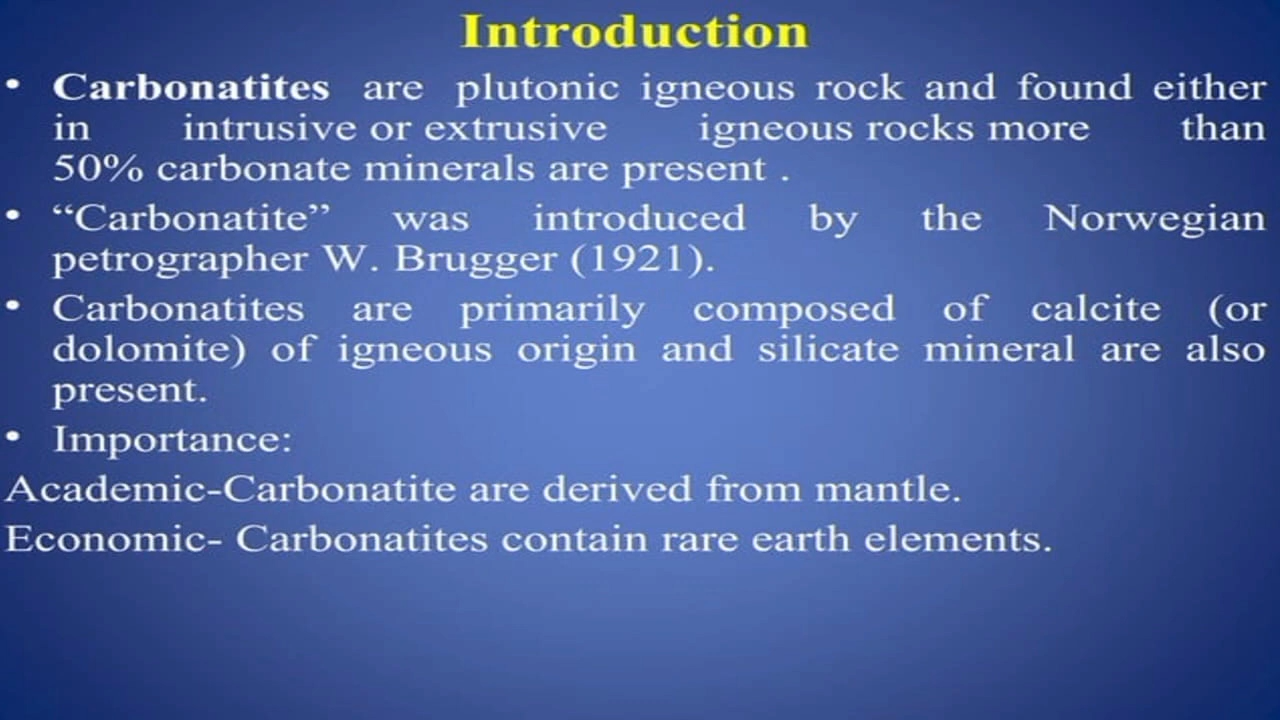 Introduction
• Carbonatites are plutonic igneous rock and found either
in intrusive or extrusive igneous rocks more than
50% carbonate minerals are present .
• “Carbonatite” was introduced by the Norwegian
petrographer W. Brugger (1921).
• Carbonatites are primarily composed of calcite (or
dolomite) of igneous origin and silicate mineral are also
present.
• Importance:
Academic-Carbonatite are derived from mantle.
Economic- Carbonatites contain rare earth elements.